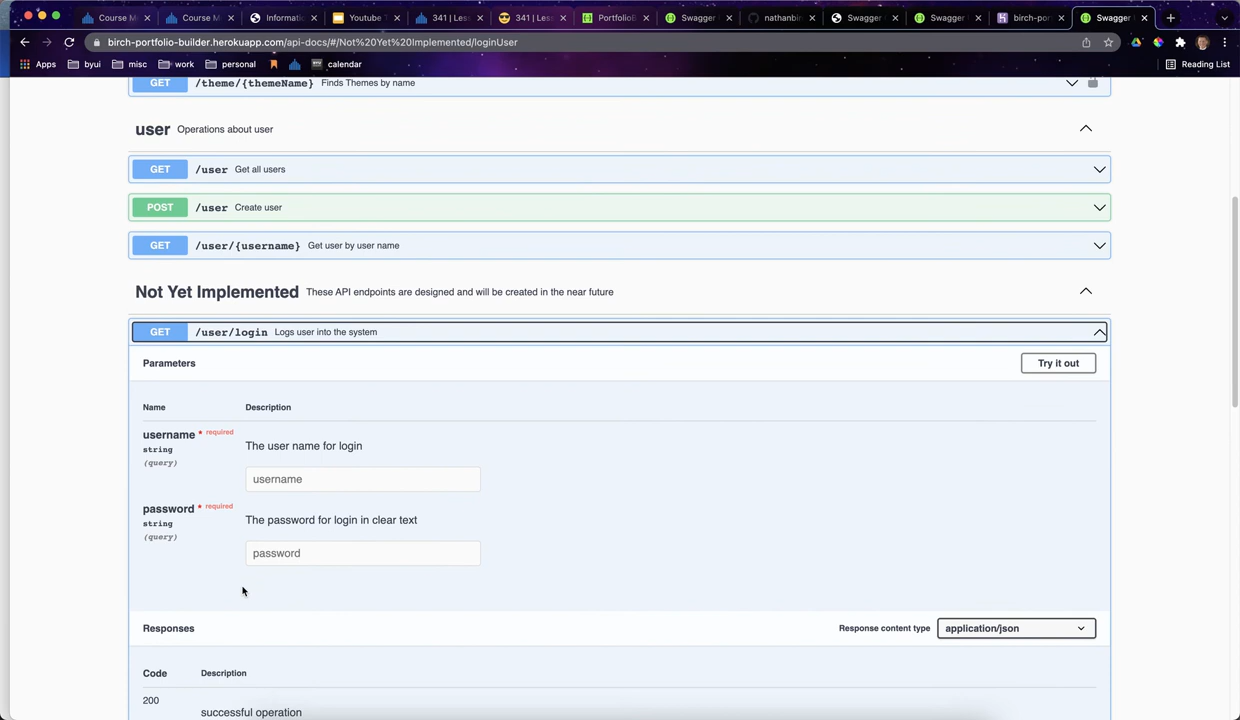 Course M
Course M
Informati
Youtube T
341 | Less
341 | Less
PortfolioB
Swagger
nathanbir
Swagger
Swagger
birch-port
Swagger
birch-portfolio-builder.herokuapp.com/api-docs/#/Not%20Yet%20Implemented/loginUser
Apps byui misc work personal calendar Reading List
GET /theme/{themeName} Finds Themes by name
user Operations about user
GET /user Get all users
POST /user Create user
GET /user/{username} Get user by user name
Not Yet Implemented These API endpoints are designed and will be created in the near future
GET /user/login Logs user into the system
Parameters Try it out
Name Description
username * required
The user name for login
string
(query)
username
password * required
The password for login in clear text
string
(query)
password
Responses Response content type application/json
Code Description
200
successful operation